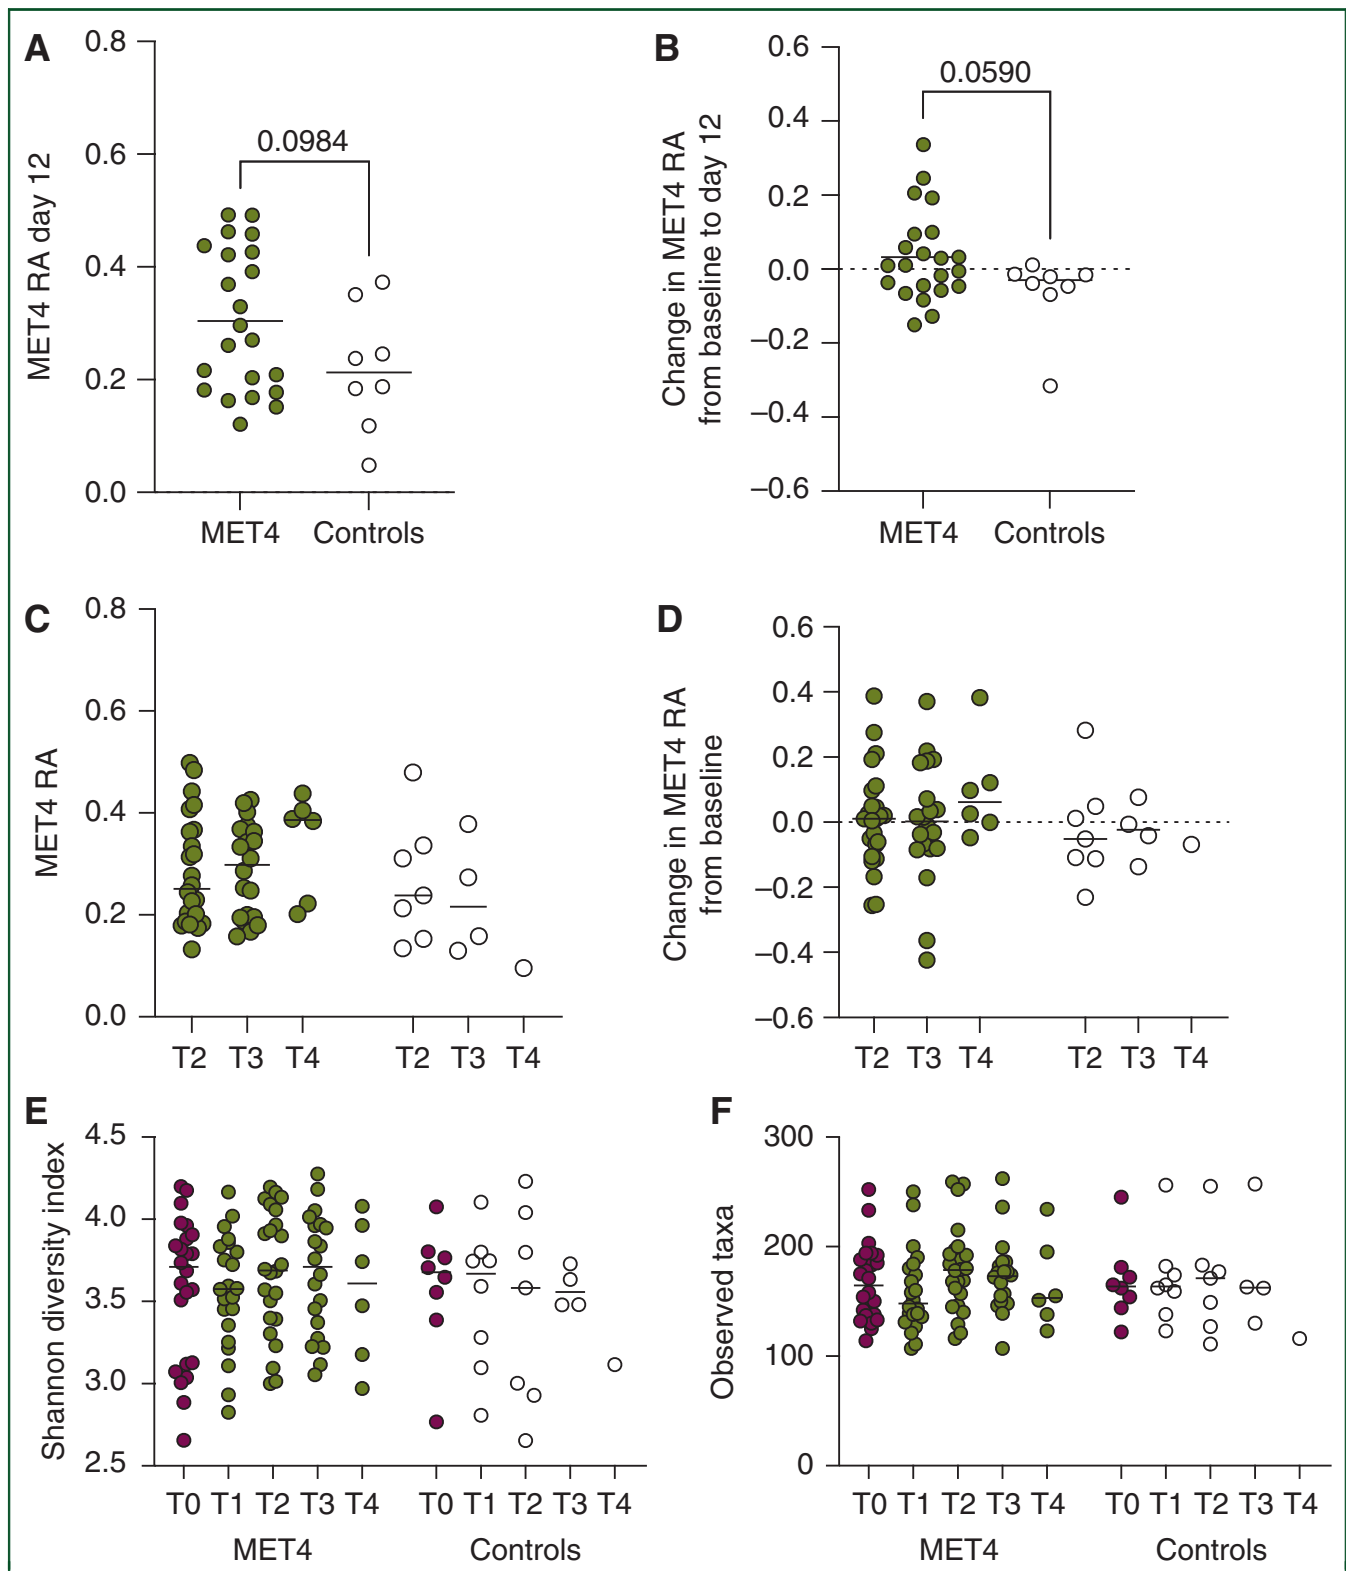 A
MET4 RA day 12
0.8
0.6
0.4
0.2
0.0
0.0984
MET4 Controls
B
Change in MET4 RA
from baseline to day 12
0.6
0.4
0.2
0.0
–0.2
–0.4
–0.6
0.0590
MET4 Controls
C
MET4 RA
0.8
0.6
0.4
0.2
0.0
T2 T3 T4 T2 T3 T4
D
Change in MET4 RA
from baseline
0.6
0.4
0.2
0.0
–0.2
–0.4
–0.6
T2 T3 T4 T2 T3 T4
E
Shannon diversity index
4.5
4.0
3.5
3.0
2.5
T0 T1 T2 T3 T4 T0 T1 T2 T3 T4
MET4 Controls
F
Observed taxa
300
200
100
0
T0 T1 T2 T3 T4 T0 T1 T2 T3 T4
MET4 Controls